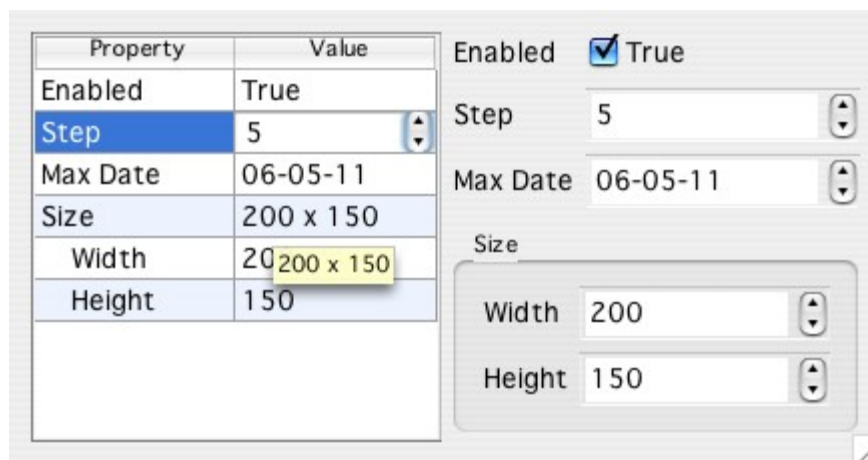 Property Value
Enabled True
Step 5
Max Date 06-05-11
Size 200 x 150
Width 20
200 x 150
Height 150
Enabled True
Step 5
Max Date 06-05-11
Size
Width 200
Height 150